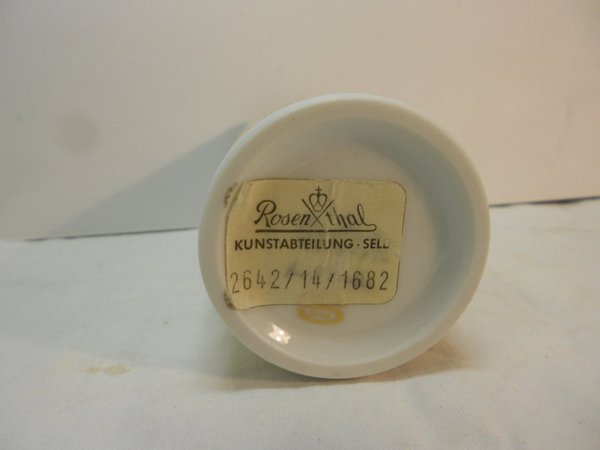 Rosenthal
KUNSTABTEILUNG · SELB
2642/14/1682